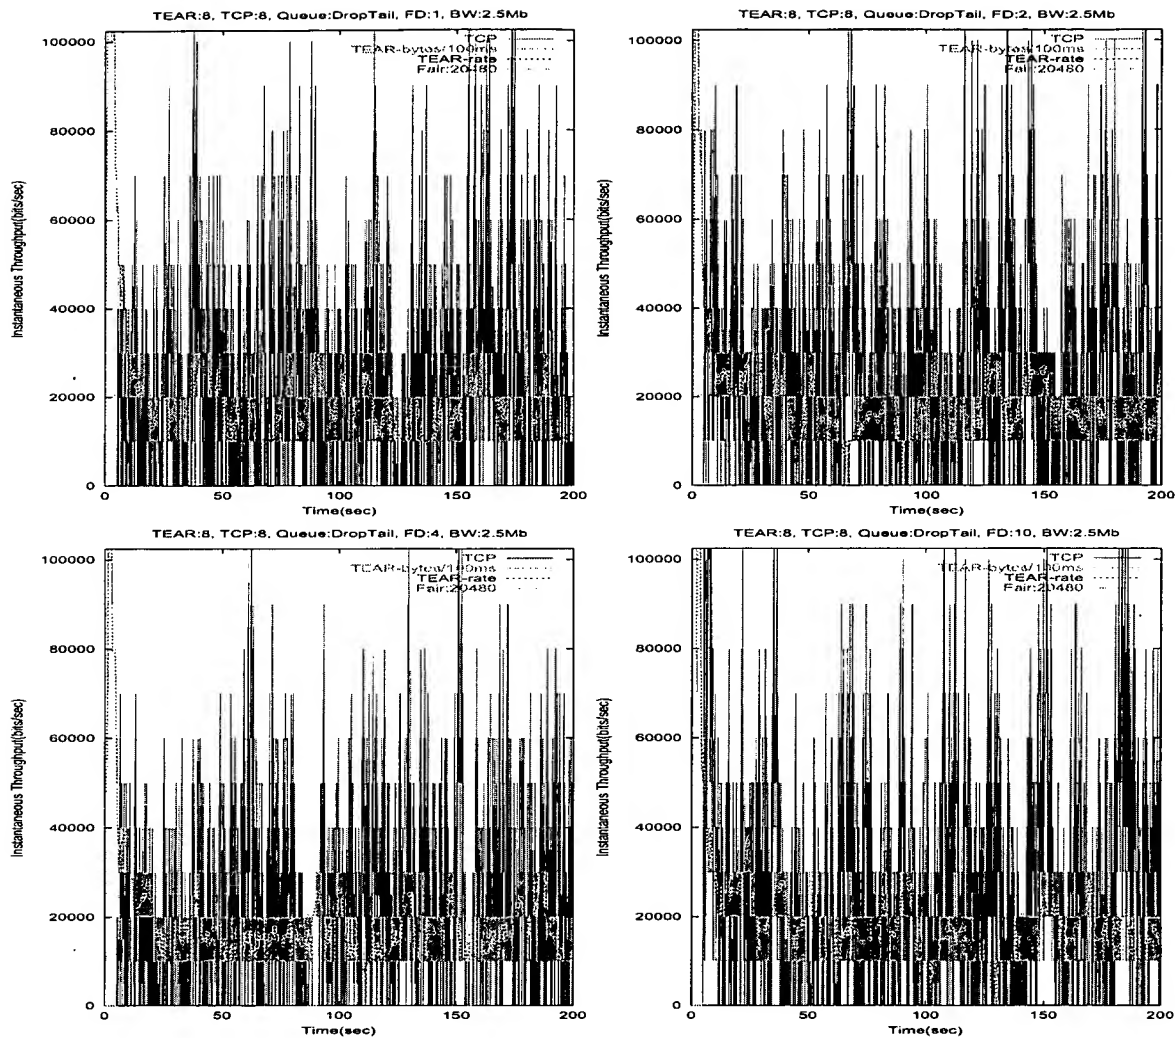 TEAR:8, TCP:8, Queue:DropTail, FD:1, BW:2.5Mb
TCP
TEAR-bytes/100ms
TEAR-rate
Fair:20480
100000
80000
60000
40000
20000
0
Instantaneous Throughput(bits/sec)
0 50 100 150 200
Time(sec)
TEAR:8, TCP:8, Queue:DropTail, FD:2, BW:2.5Mb
TCP
TEAR-bytes/100ms
TEAR-rate
Fair:20480
100000
80000
60000
40000
20000
0
Instantaneous Throughput(bits/sec)
0 50 100 150 200
Time(sec)
TEAR:8, TCP:8, Queue:DropTail, FD:4, BW:2.5Mb
TCP
TEAR-bytes/100ms
TEAR-rate
Fair:20480
100000
80000
60000
40000
20000
0
Instantaneous Throughput(bits/sec)
0 50 100 150 200
Time(sec)
TEAR:8, TCP:8, Queue:DropTail, FD:10, BW:2.5Mb
TCP
TEAR-bytes/100ms
TEAR-rate
Fair:20480
100000
80000
60000
40000
20000
0
Instantaneous Throughput(bits/sec)
0 50 100 150 200
Time(sec)